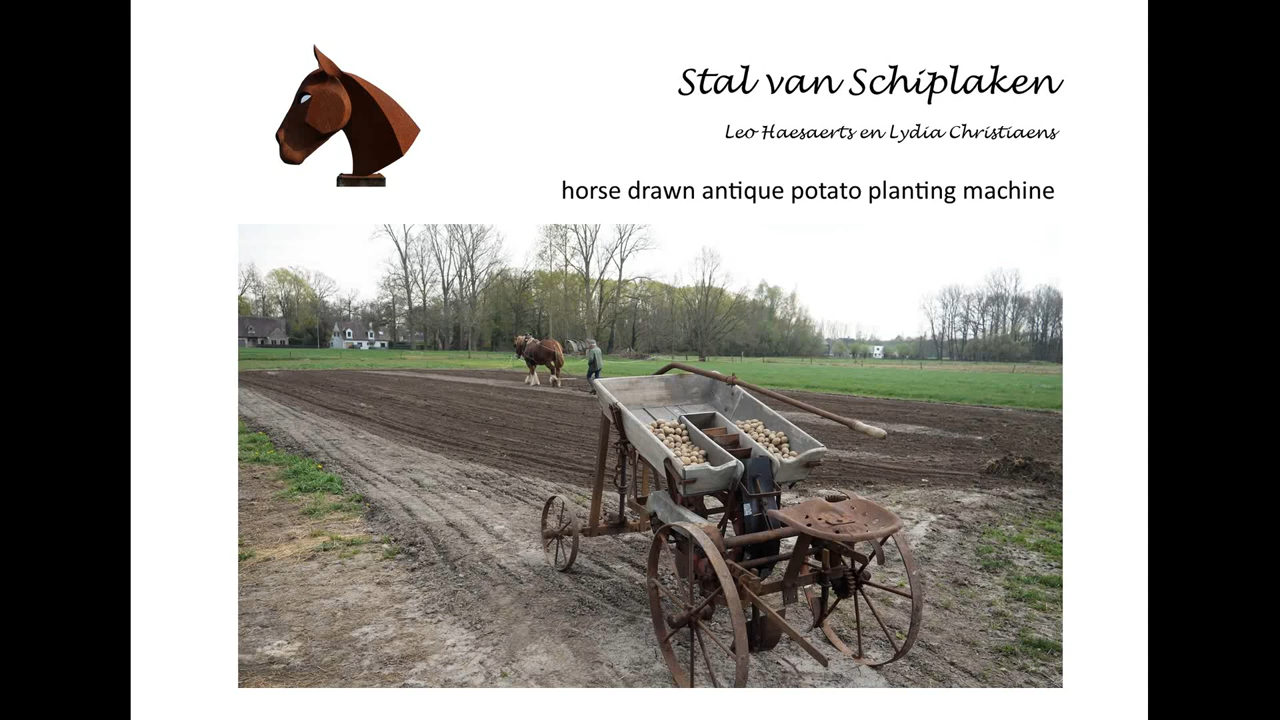 Stal van Schiplaken
Leo Haesaerts en Lydia Christiaens
horse drawn antique potato planting machine